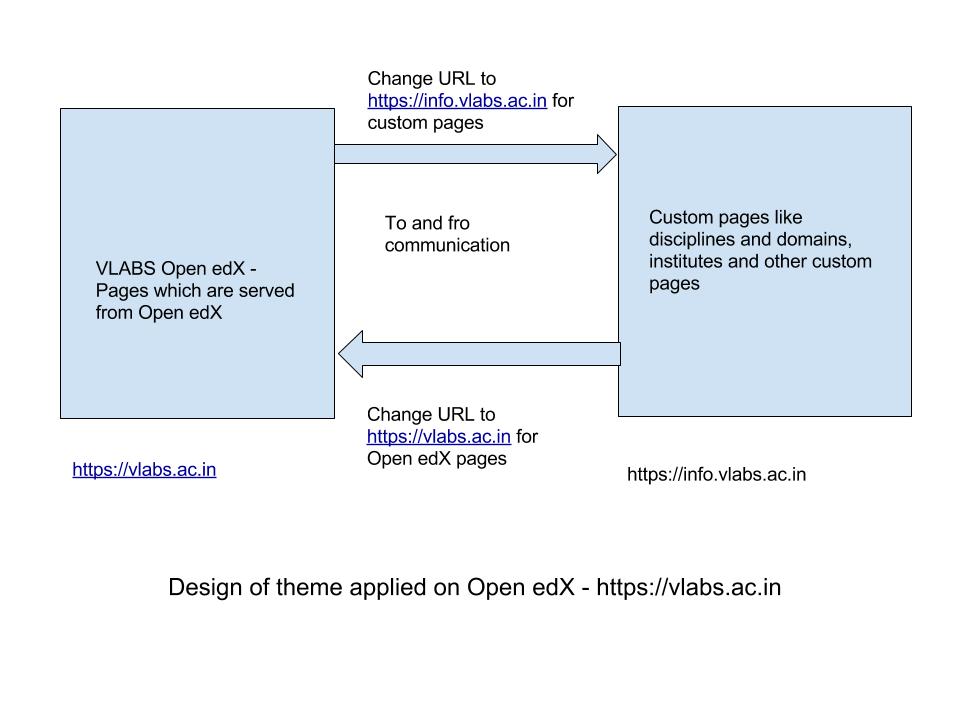 Change URL to
https://info.vlabs.ac.in for
custom pages
To and fro
communication
VLABS Open edX -
Pages which are served
from Open edX
Custom pages like
disciplines and domains,
institutes and other custom
pages
Change URL to
https://vlabs.ac.in for
Open edX pages
https://vlabs.ac.in
https://info.vlabs.ac.in
Design of theme applied on Open edX - https://vlabs.ac.in